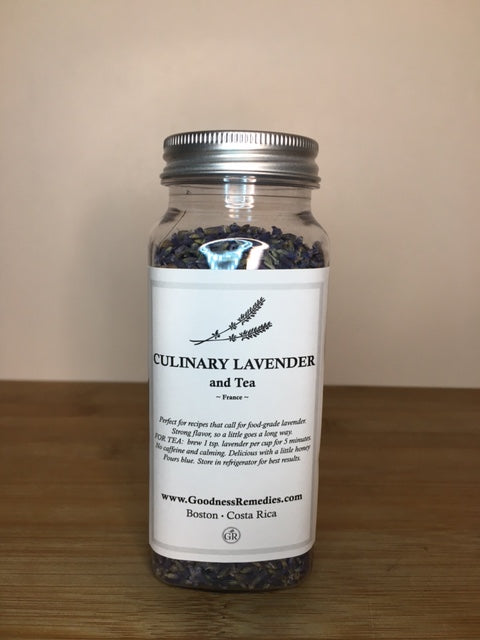 CULINARY LAVENDER
and Tea
~ France ~
Perfect for recipes that call for food-grade lavender.
Strong flavor, so a little goes a long way.
FOR TEA: brew 1 tsp. lavender per cup for 5 minutes.
No caffeine and calming. Delicious with a little honey
Pours blue. Store in refrigerator for best results.
www.GoodnessRemedies.com
Boston • Costa Rica
GR